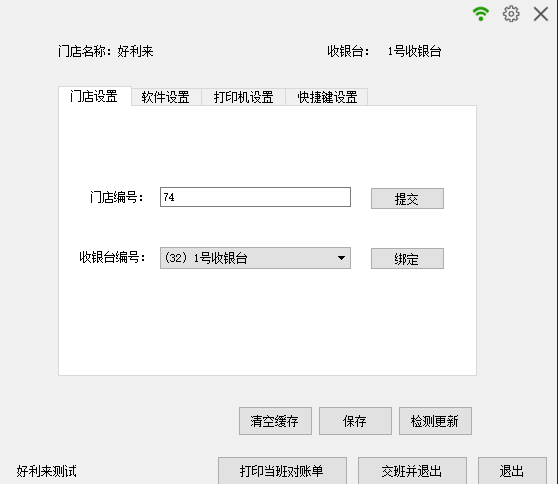 门店名称：好利来 收银台： 1号收银台
门店设置 软件设置 打印机设置 快捷键设置
门店编号： 74 提交
收银台编号： (32) 1号收银台 绑定
清空缓存 保存 检测更新
好利来测试 打印当班对账单 交班并退出 退出